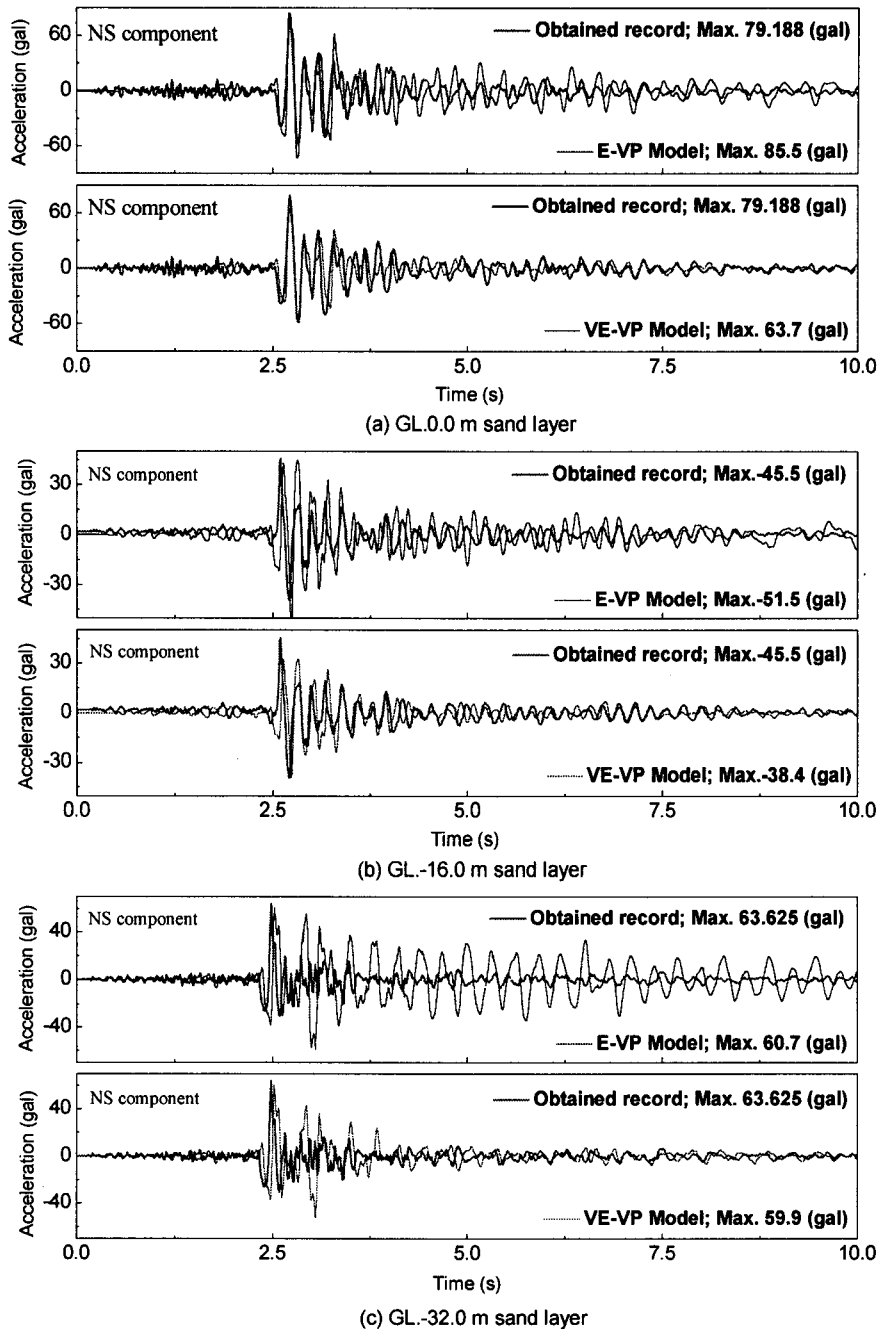 NS component
Obtained record; Max. 79.188 (gal)
E-VP Model; Max. 85.5 (gal)
Acceleration (gal)
60
0
-60
NS component
Obtained record; Max. 79.188 (gal)
VE-VP Model; Max. 63.7 (gal)
Acceleration (gal)
60
0
-60
0.0 2.5 5.0 7.5 10.0
Time (s)
(a) GL.0.0 m sand layer
NS component
Obtained record; Max.-45.5 (gal)
E-VP Model; Max.-51.5 (gal)
Acceleration (gal)
30
0
-30
NS component
Obtained record; Max.-45.5 (gal)
VE-VP Model; Max.-38.4 (gal)
Acceleration (gal)
30
0
-30
0.0 2.5 5.0 7.5 10.0
Time (s)
(b) GL.-16.0 m sand layer
NS component
Obtained record; Max. 63.625 (gal)
E-VP Model; Max. 60.7 (gal)
Acceleration (gal)
40
0
-40
NS component
Obtained record; Max. 63.625 (gal)
VE-VP Model; Max. 59.9 (gal)
Acceleration (gal)
40
0
-40
0.0 2.5 5.0 7.5 10.0
Time (s)
(c) GL.-32.0 m sand layer